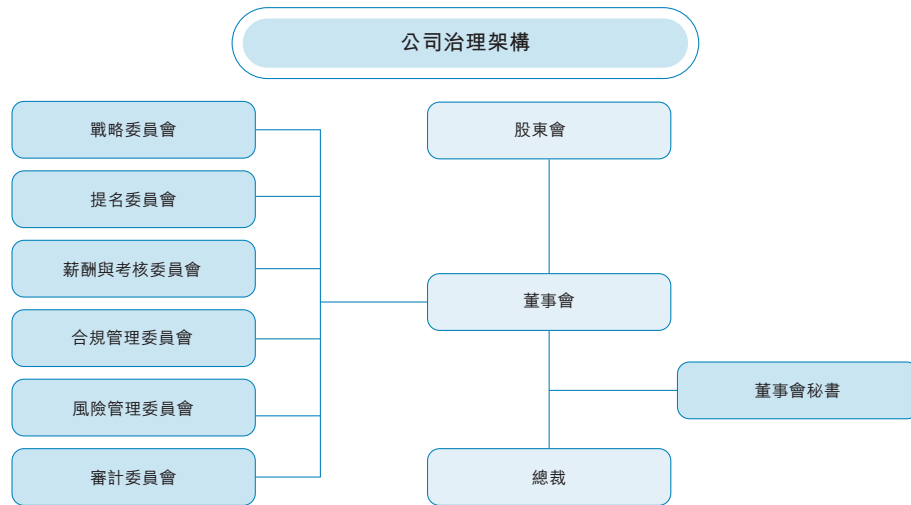 公司治理架構
戰略委員會
提名委員會
薪酬與考核委員會
合規管理委員會
風險管理委員會
審計委員會
股東會
董事會
董事會秘書
總裁